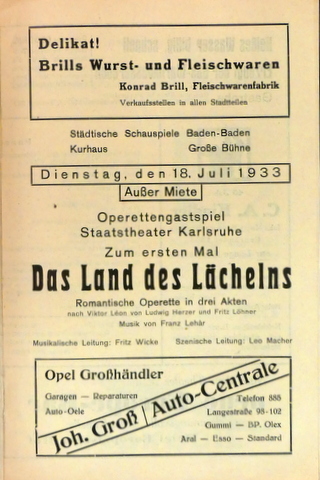 Delikat!
Brills Wurst- und Fleischwaren
Konrad Brill, Fleischwarenfabrik
Verkaufsstellen in allen Stadtteilen
Städtische Schauspiele Baden-Baden
Kurhaus Große Bühne
Dienstag, den 18. Juli 1933
Außer Miete
Operettengastspiel
Staatstheater Karlsruhe
Zum ersten Mal
Das Land des Lächelns
Romantische Operette in drei Akten
nach Viktor Léon von Ludwig Herzer und Fritz Löhner
Musik von Franz Lehár
Musikalische Leitung: Fritz Wicke Szenische Leitung: Leo Macher
Opel Großhändler
Garagen — Reparaturen
Auto-Oele
Joh. Groß / Auto-Centrale
Telefon 888
Langestraße 98-102
Gummi — BP. Olex
Aral — Esso — Standard